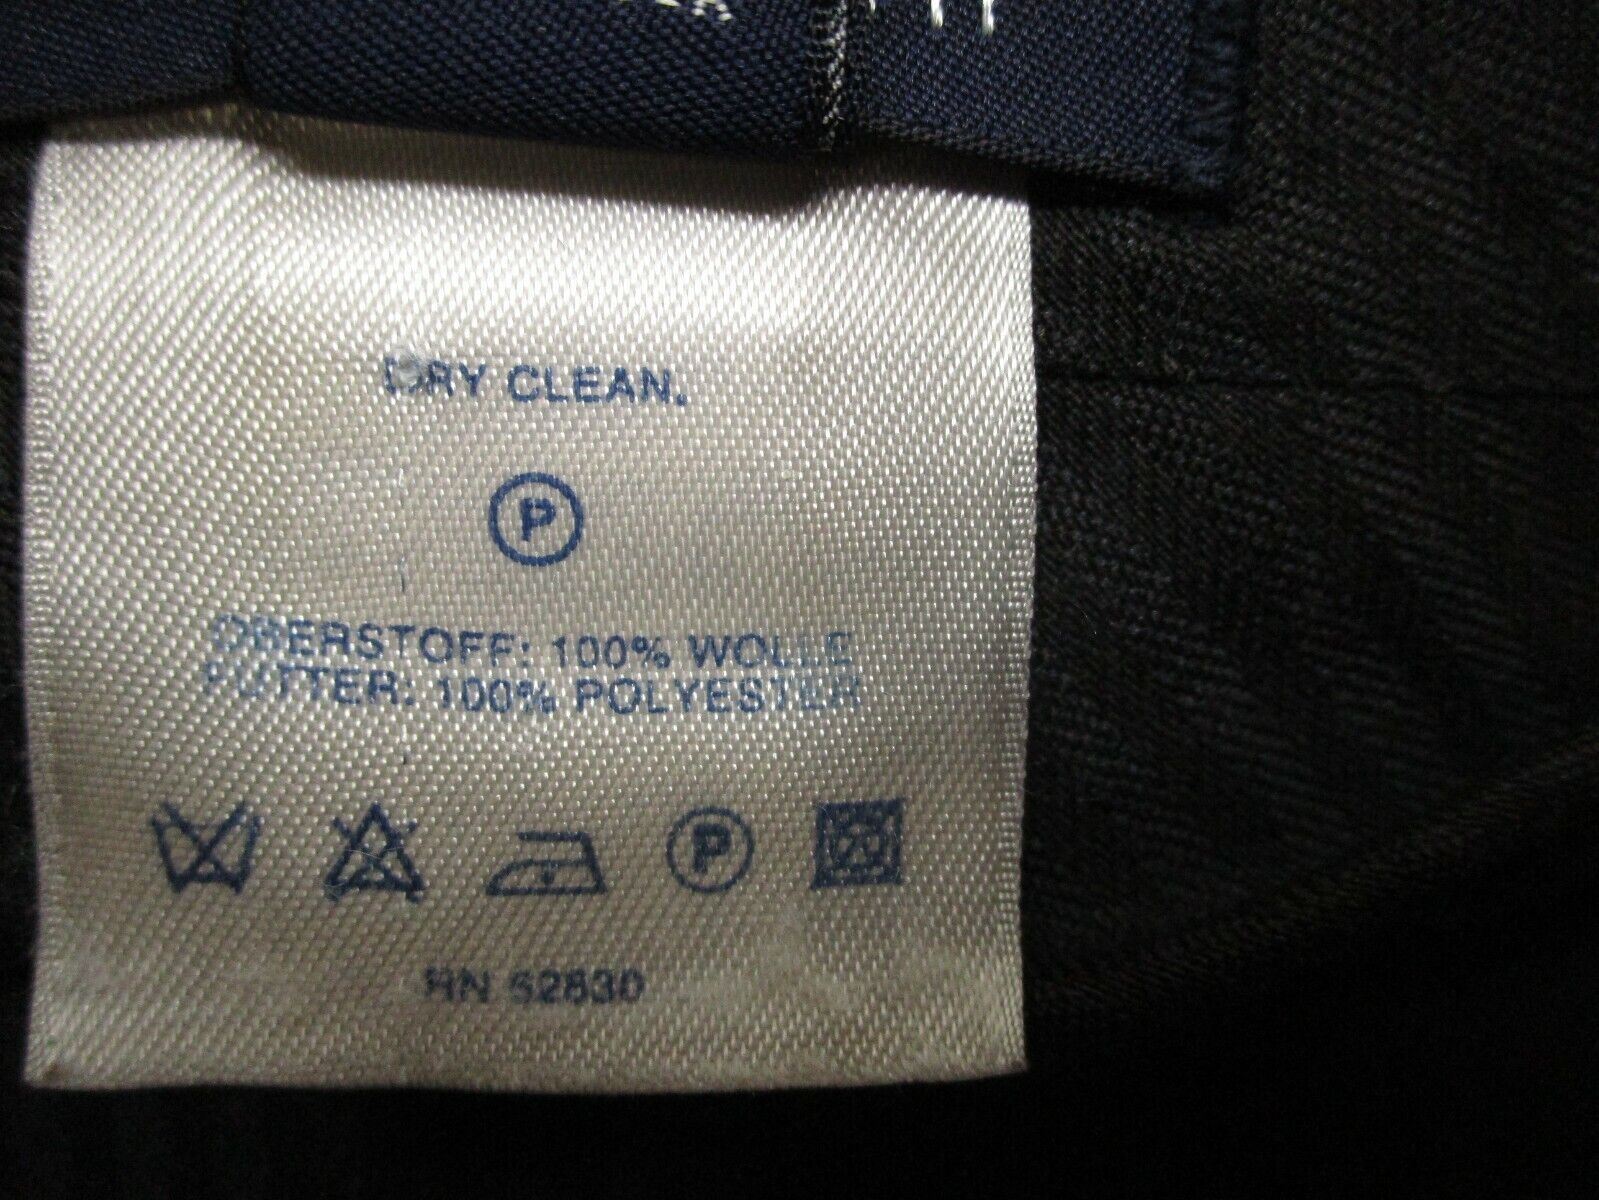 DRY CLEAN.
P
OBERSTOFF: 100% WOLLE
FUTTER: 100% POLYESTER
P
RN 52830